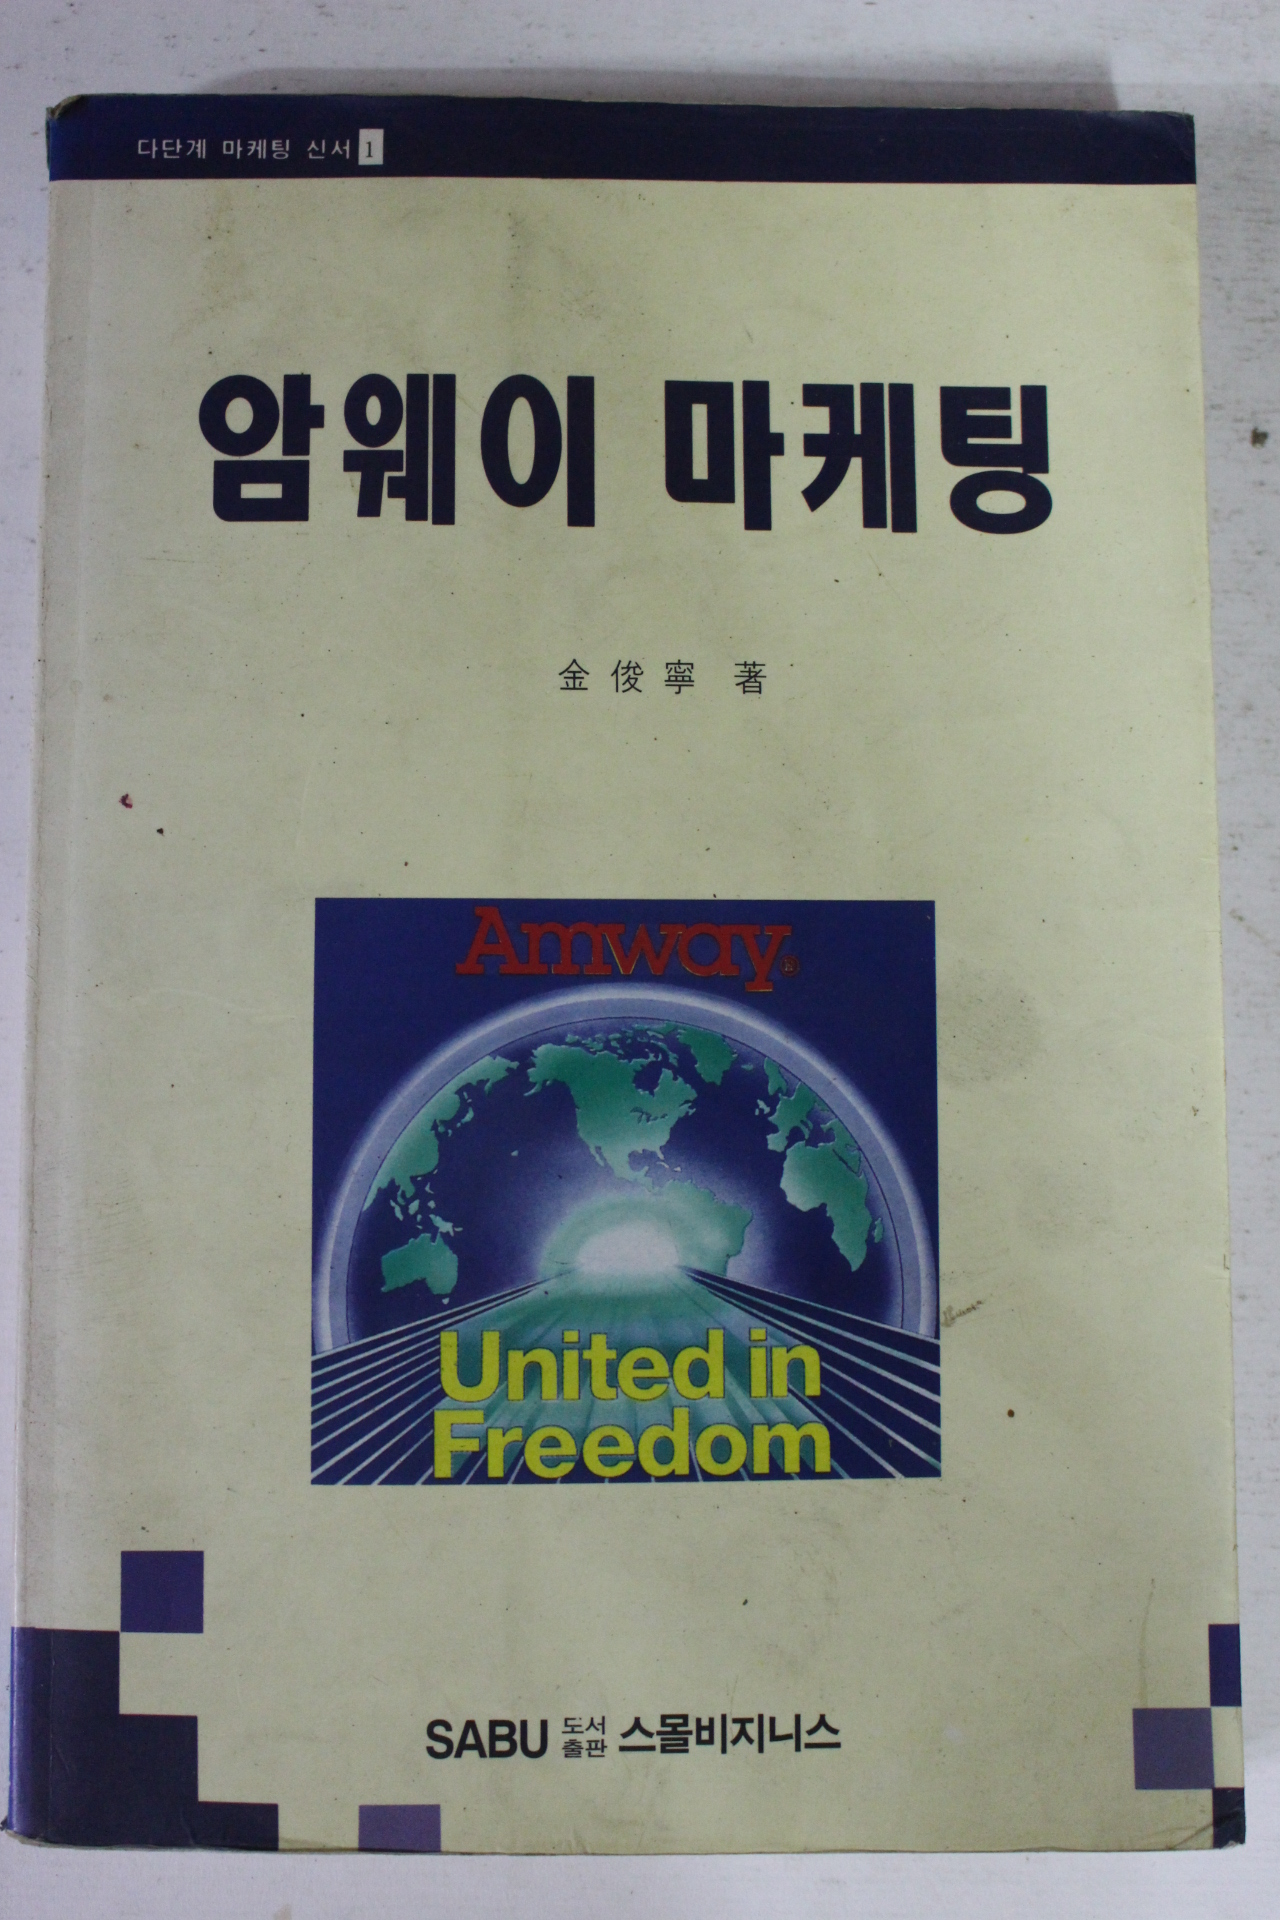 다단계 마케팅 신서 1
암웨이 마케팅
金俊寧 著
Amway®
United in
Freedom
SABU 도서출판 스몰비지니스